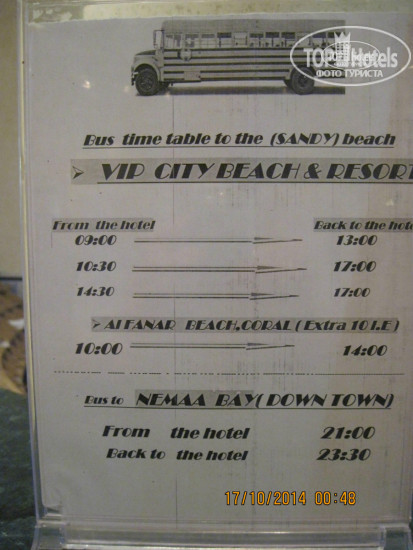 TOP Hotels
ФОТО ТУРИСТА
Bus time table to the (SANDY) beach
➤ VIP CITY BEACH & RESORT
From the hotel Back to the hote
09:00 13:00
10:30 17:00
14:30 17:00
➤ Al FANAR BEACH,CORAL ( Extra 10 l.E )
10:00 14:00
Bus to NEMAA BAY( DOWN TOWN)
From the hotel 21:00
Back to the hotel 23:30
17/10/2014 00:48